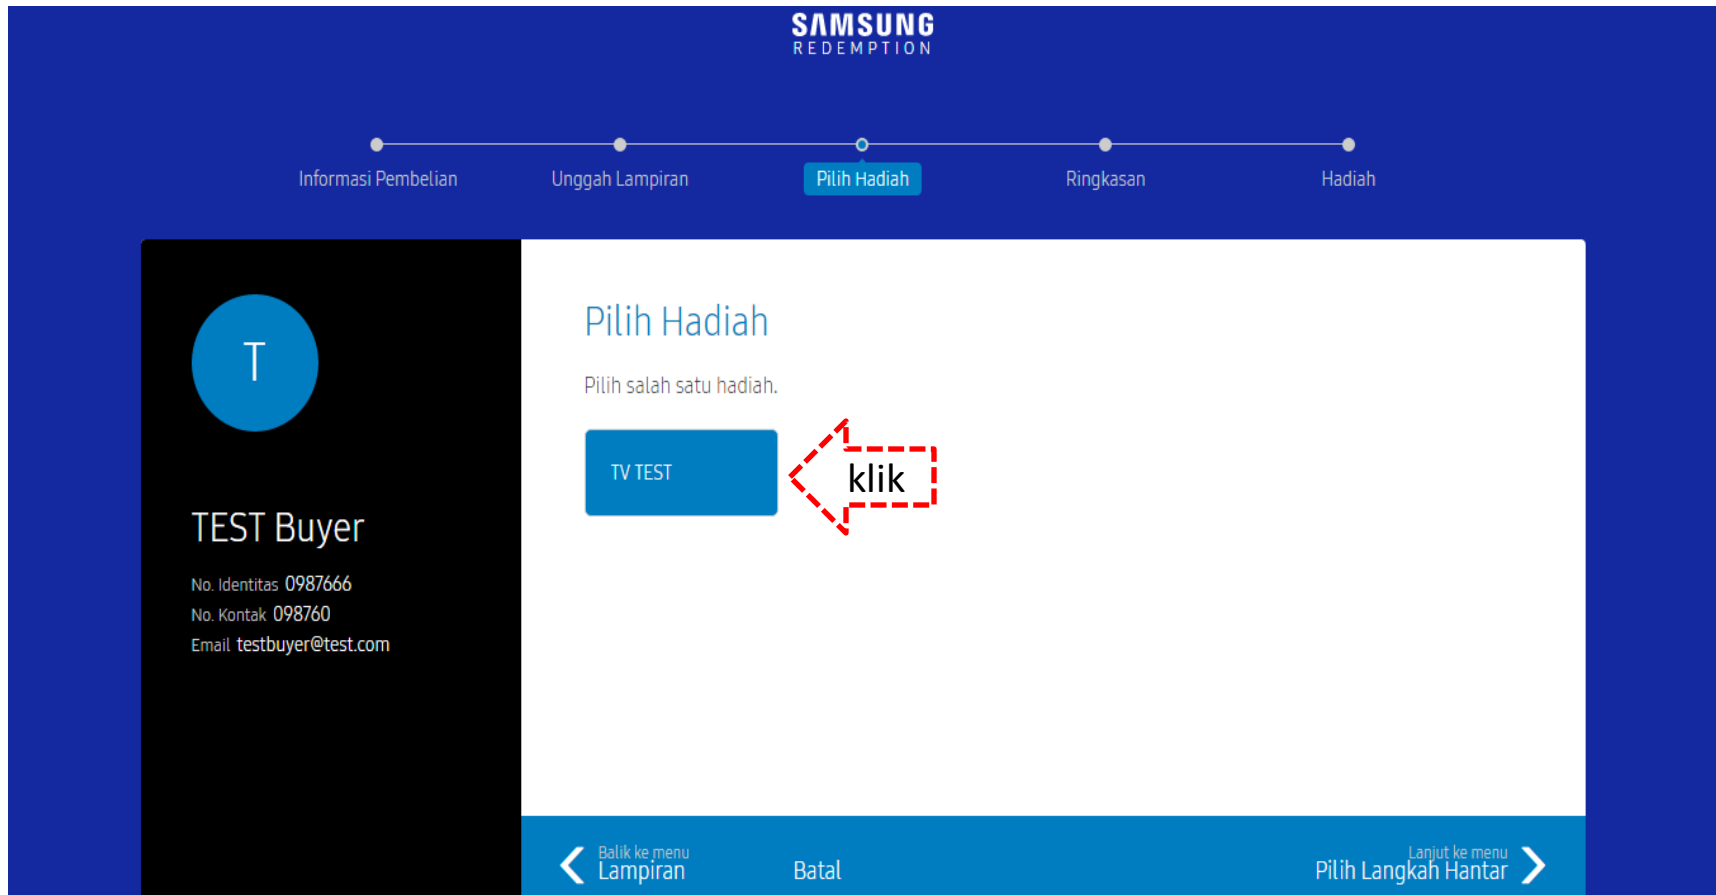 SAMSUNG
REDEMPTION
Informasi Pembelian
Unggah Lampiran
Pilih Hadiah
Ringkasan
Hadiah
T
TEST Buyer
No. Identitas 0987666
No. Kontak 098760
Email testbuyer@test.com
Pilih Hadiah
Pilih salah satu hadiah.
TV TEST
klik
Balik ke menu
Lampiran
Batal
Lanjut ke menu
Pilih Langkah Hantar